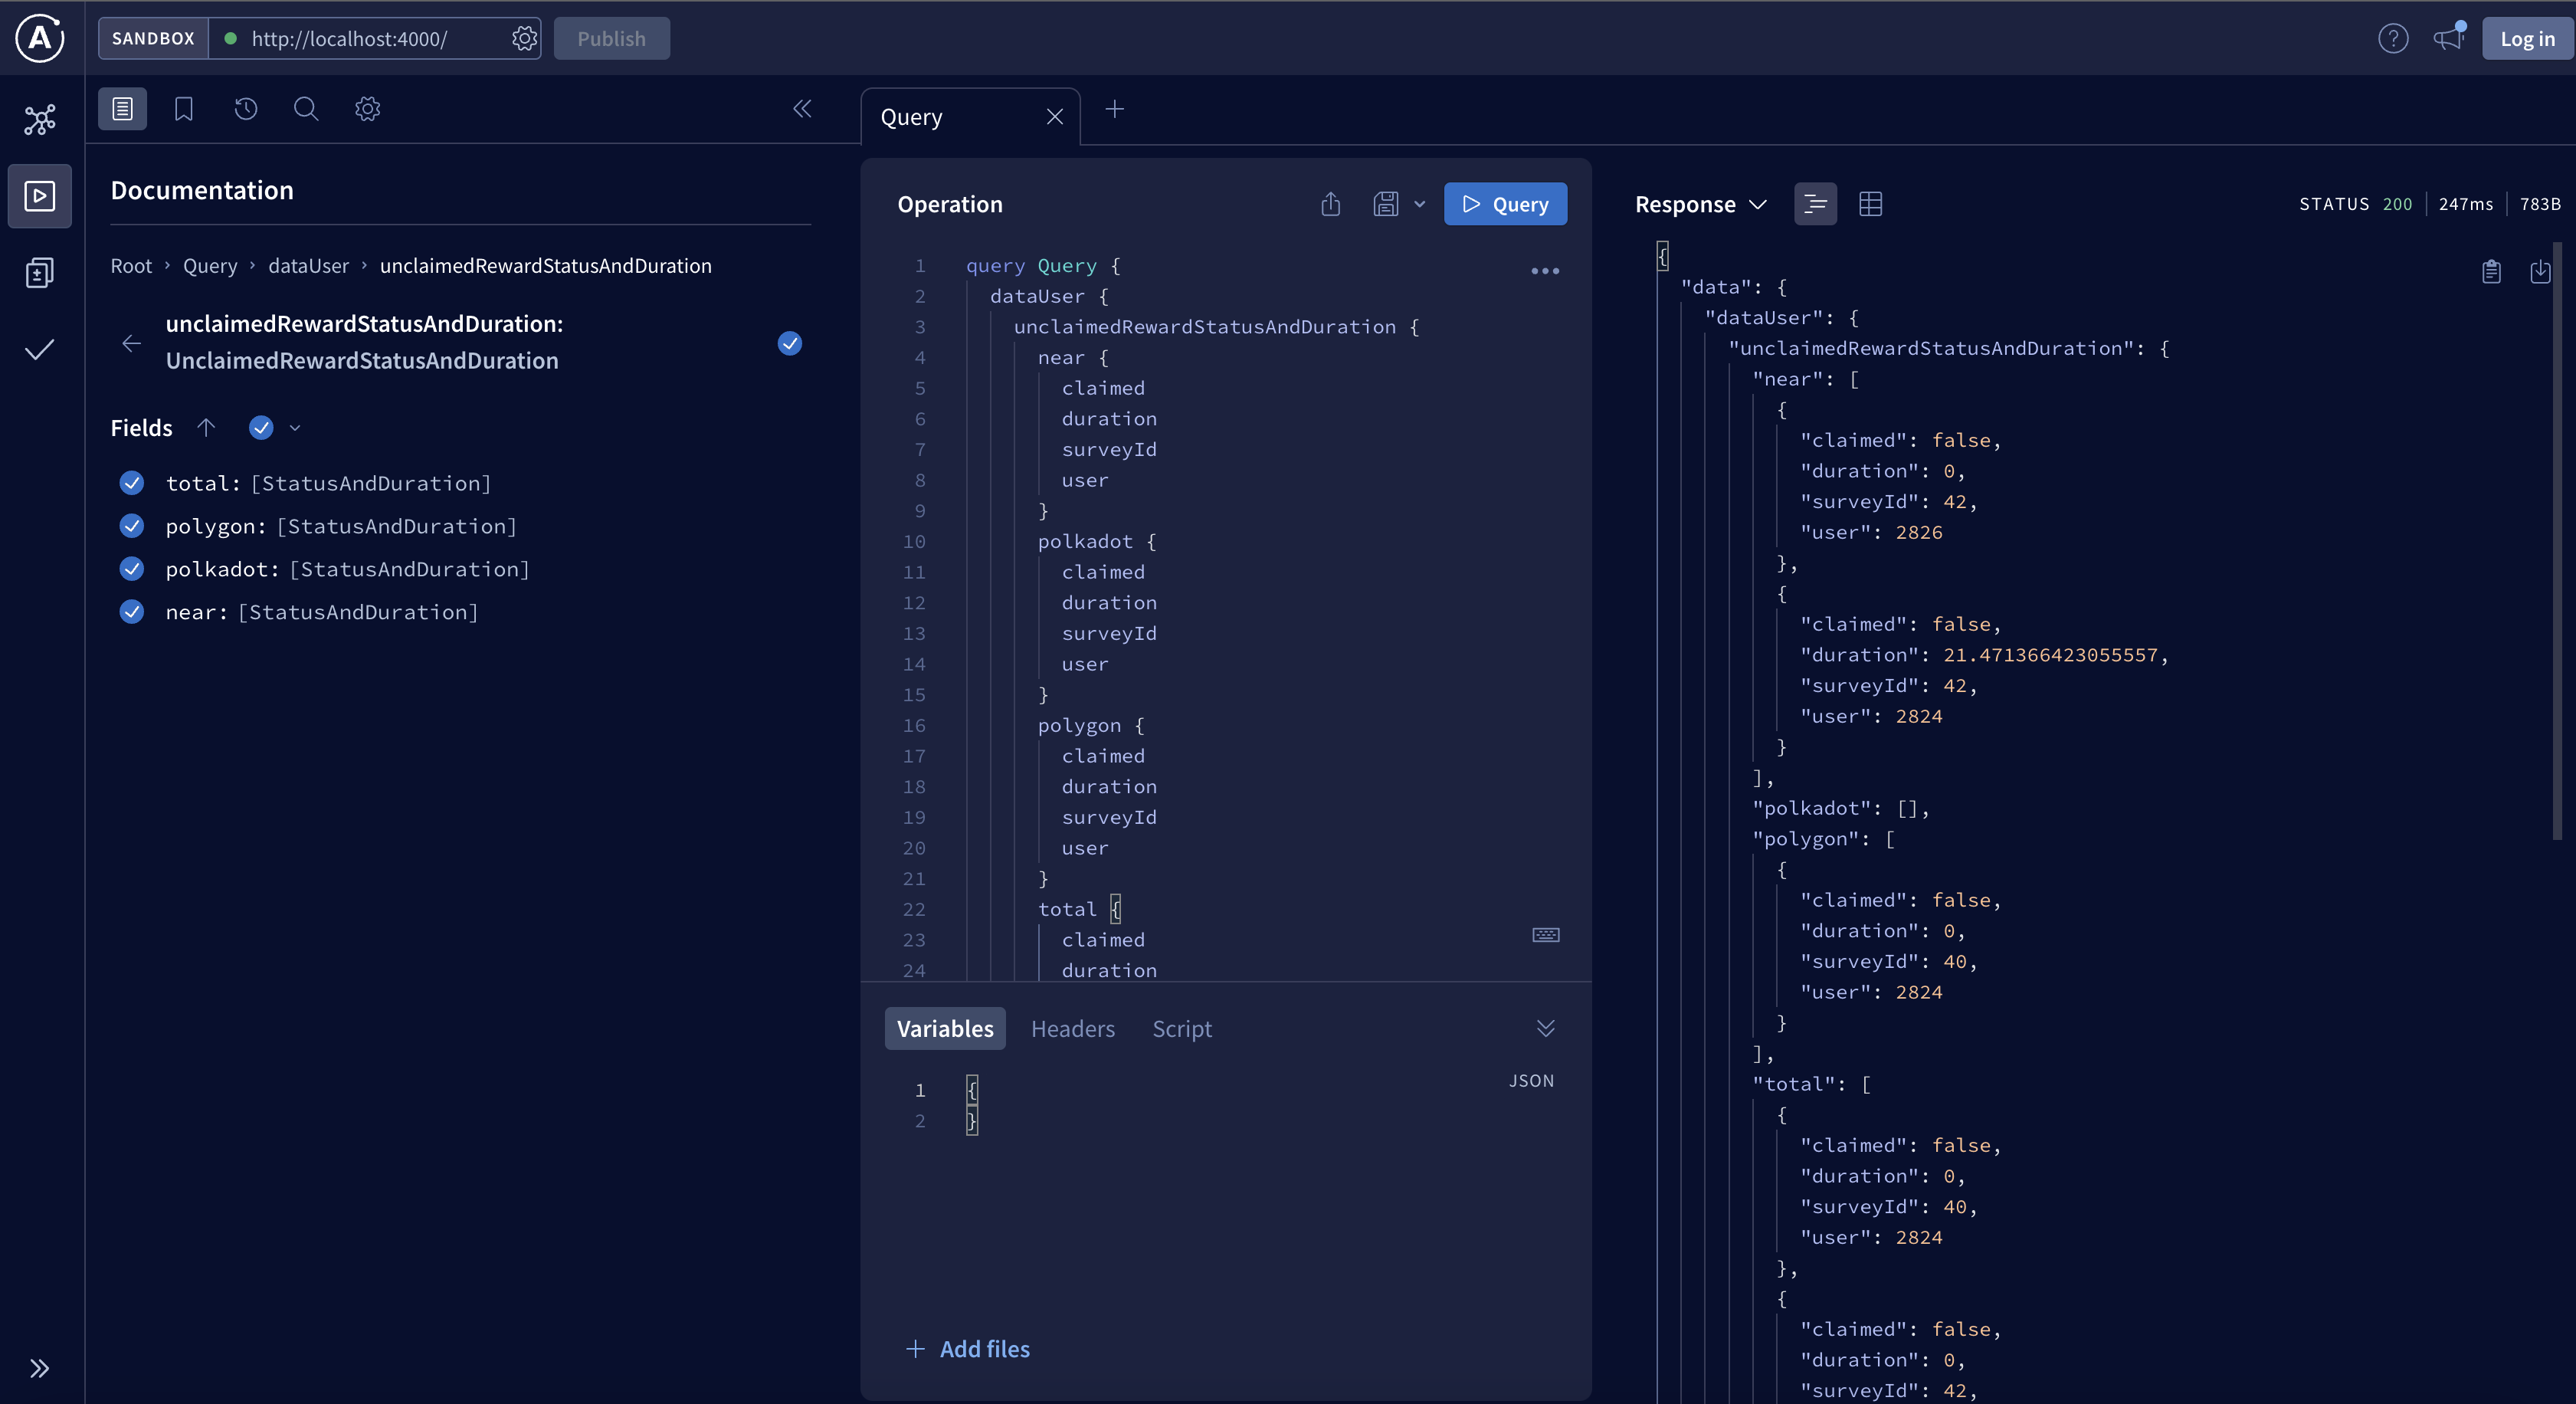 A
SANDBOX
http://localhost:4000/
Publish
?
Log in
Documentation
Root › Query › dataUser › unclaimedRewardStatusAndDuration
unclaimedRewardStatusAndDuration:
UnclaimedRewardStatusAndDuration
Fields
total: [StatusAndDuration]
polygon: [StatusAndDuration]
polkadot: [StatusAndDuration]
near: [StatusAndDuration]
Query
Operation
Query
1 query Query {
2 dataUser {
3 unclaimedRewardStatusAndDuration {
4 near {
5 claimed
6 duration
7 surveyId
8 user
9 }
10 polkadot {
11 claimed
12 duration
13 surveyId
14 user
15 }
16 polygon {
17 claimed
18 duration
19 surveyId
20 user
21 }
22 total {
23 claimed
24 duration
Variables Headers Script
JSON
1 {
2 }
+ Add files
Response
STATUS 200 247ms 783B
{
"data": {
"dataUser": {
"unclaimedRewardStatusAndDuration": {
"near": [
{
"claimed": false,
"duration": 0,
"surveyId": 42,
"user": 2826
},
{
"claimed": false,
"duration": 21.471366423055557,
"surveyId": 42,
"user": 2824
}
],
"polkadot": [],
"polygon": [
{
"claimed": false,
"duration": 0,
"surveyId": 40,
"user": 2824
}
],
"total": [
{
"claimed": false,
"duration": 0,
"surveyId": 40,
"user": 2824
},
{
"claimed": false,
"duration": 0,
"surveyId": 42,